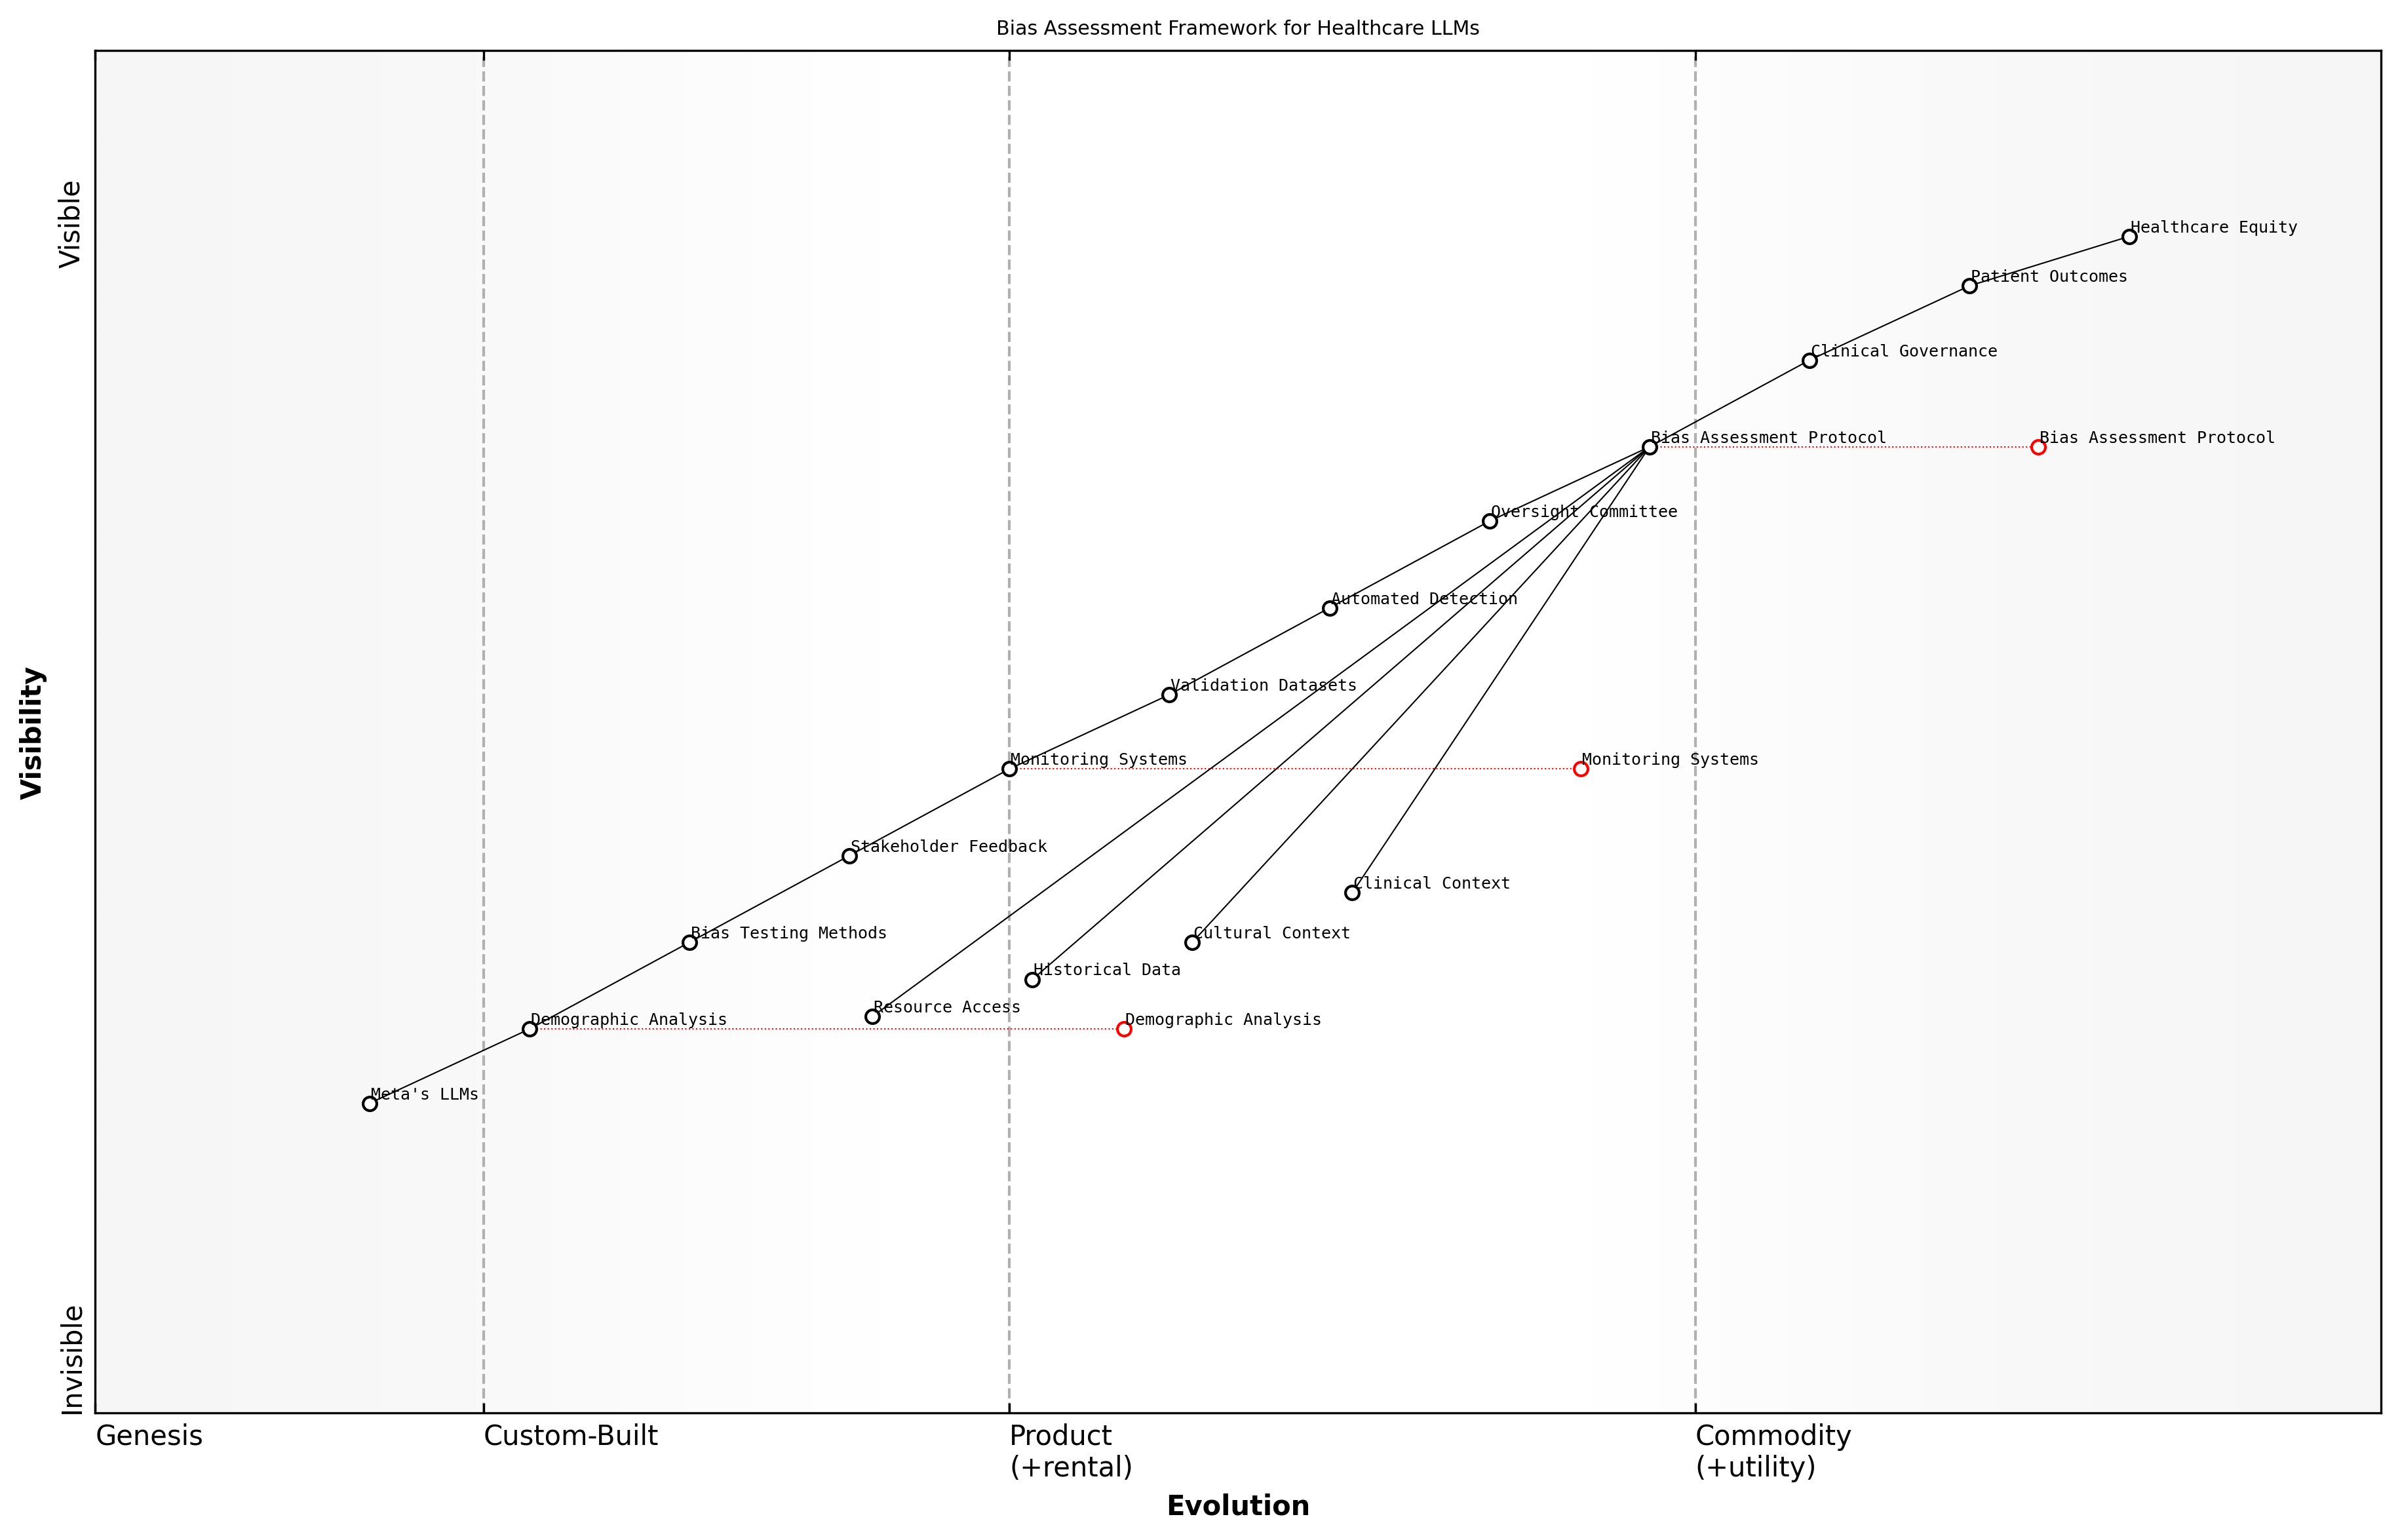 Bias Assessment Framework for Healthcare LLMs
Visible
Healthcare Equity
Patient Outcomes
Clinical Governance
Bias Assessment Protocol
Bias Assessment Protocol
Oversight Committee
Automated Detection
Validation Datasets
Visibility
Monitoring Systems
Monitoring Systems
Stakeholder Feedback
Clinical Context
Bias Testing Methods
Cultural Context
Historical Data
Resource Access
Demographic Analysis
Demographic Analysis
Meta's LLMs
Invisible
Genesis
Custom-Built
Product
(+rental)
Commodity
(+utility)
Evolution